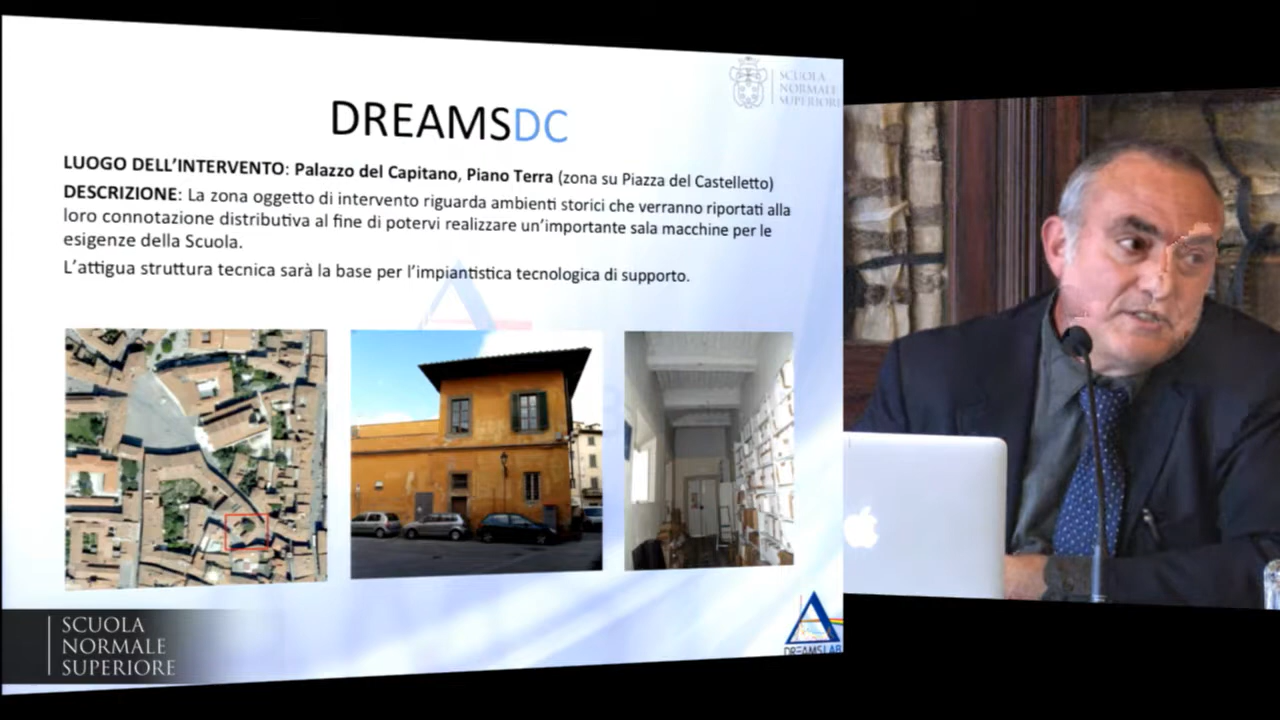 SCUOLA
NORMALE
SUPERIORE
DREAMSDC
LUOGO DELL'INTERVENTO: Palazzo del Capitano, Piano Terra (zona su Piazza del Castelletto)
DESCRIZIONE: La zona oggetto di intervento riguarda ambienti storici che verranno riportati alla
loro connotazione distributiva al fine di potervi realizzare un'importante sala macchine per le
esigenze della Scuola.
L'attigua struttura tecnica sarà la base per l'impiantistica tecnologica di supporto.
SCUOLA
NORMALE
SUPERIORE
DREAMSLAB